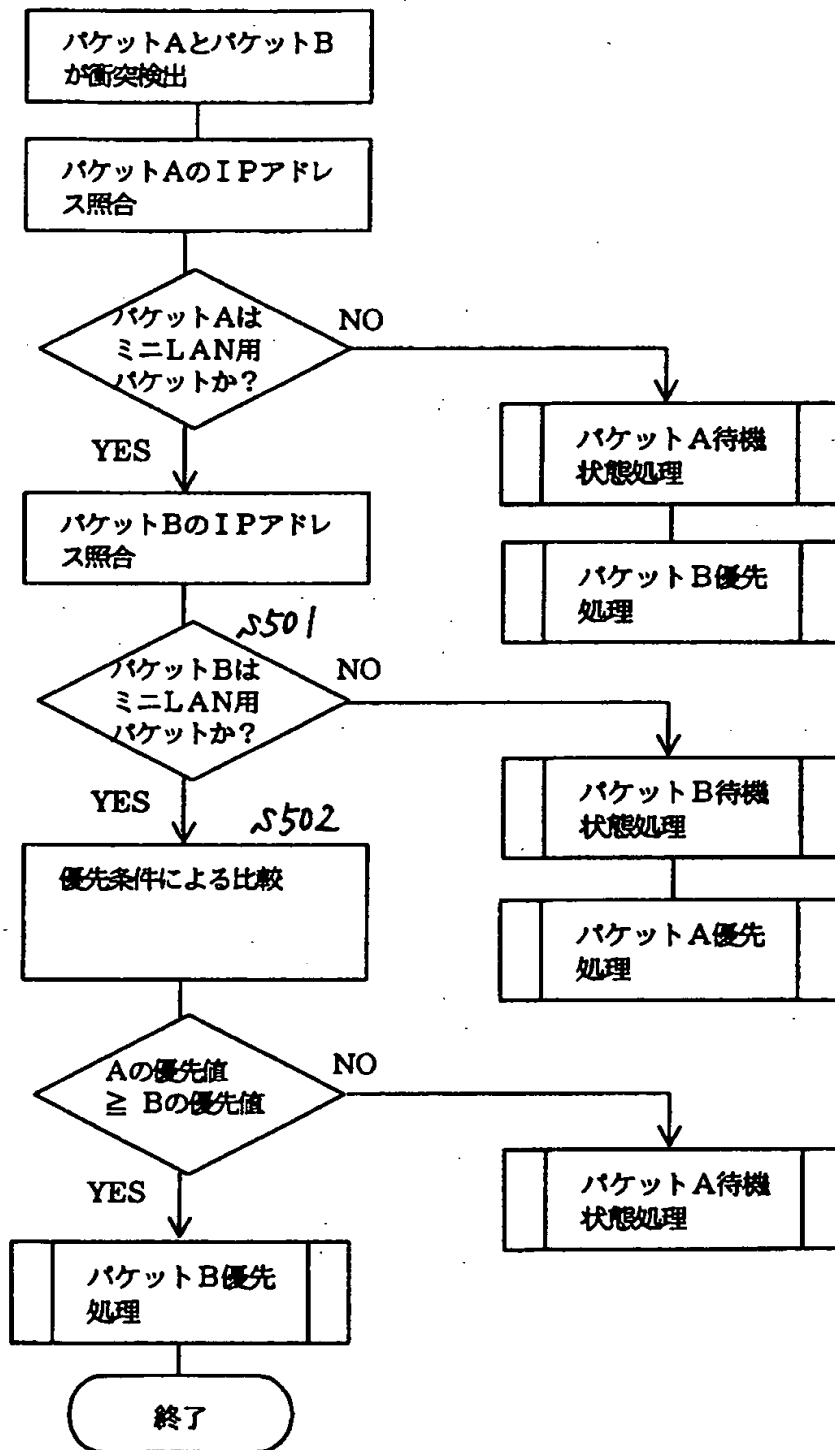 パケットAとパケットB
が衝突検出
パケットAのIPアドレ
ス照合
パケットAは
ミニLAN用
パケットか?
NO
YES
パケットA待機
状態処理
パケットBのIPアドレ
ス照合
パケットB優先
処理
S501
パケットBは
ミニLAN用
パケットか?
NO
YES
パケットB待機
状態処理
S502
優先条件による比較
パケットA優先
処理
Aの優先値
≧ Bの優先値
NO
YES
パケットA待機
状態処理
パケットB優先
処理
終了